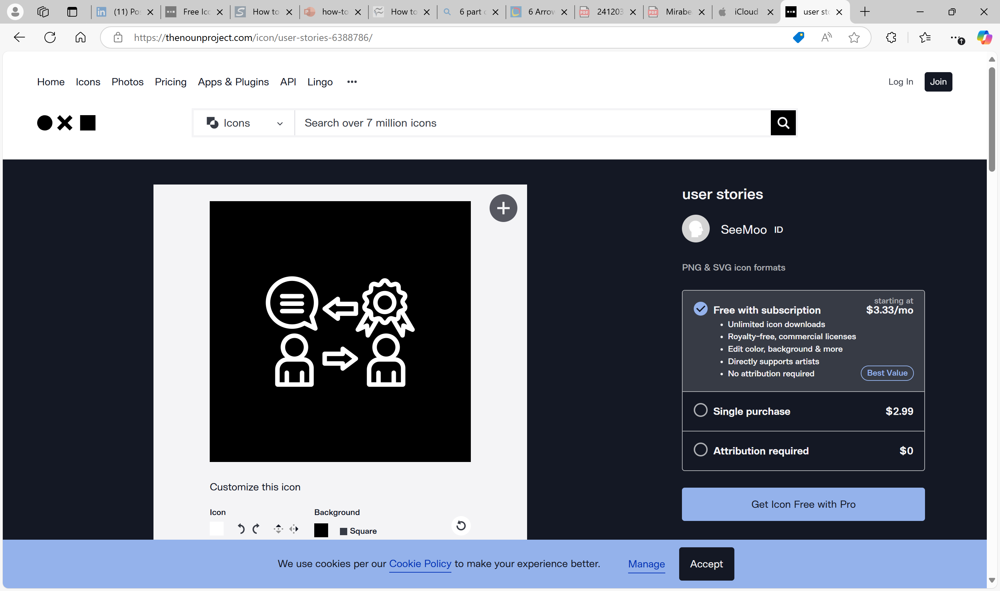 (11) Pos
Free Ico
How to
how-to
How to
6 part
6 Arrow
241203
Mirabe
iCloud
user sto
https://thenounproject.com/icon/user-stories-6388786/
Home Icons Photos Pricing Apps & Plugins API Lingo •••
Log In
Join
Icons
Search over 7 million icons
user stories
SeeMoo ID
PNG & SVG icon formats
starting at
Free with subscription $3.33/mo
• Unlimited icon downloads
• Royalty-free, commercial licenses
• Edit color, background & more
• Directly supports artists
• No attribution required
Best Value
Single purchase $2.99
Attribution required $0
Get Icon Free with Pro
Customize this icon
Icon
Background
Square
We use cookies per our Cookie Policy to make your experience better.
Manage
Accept